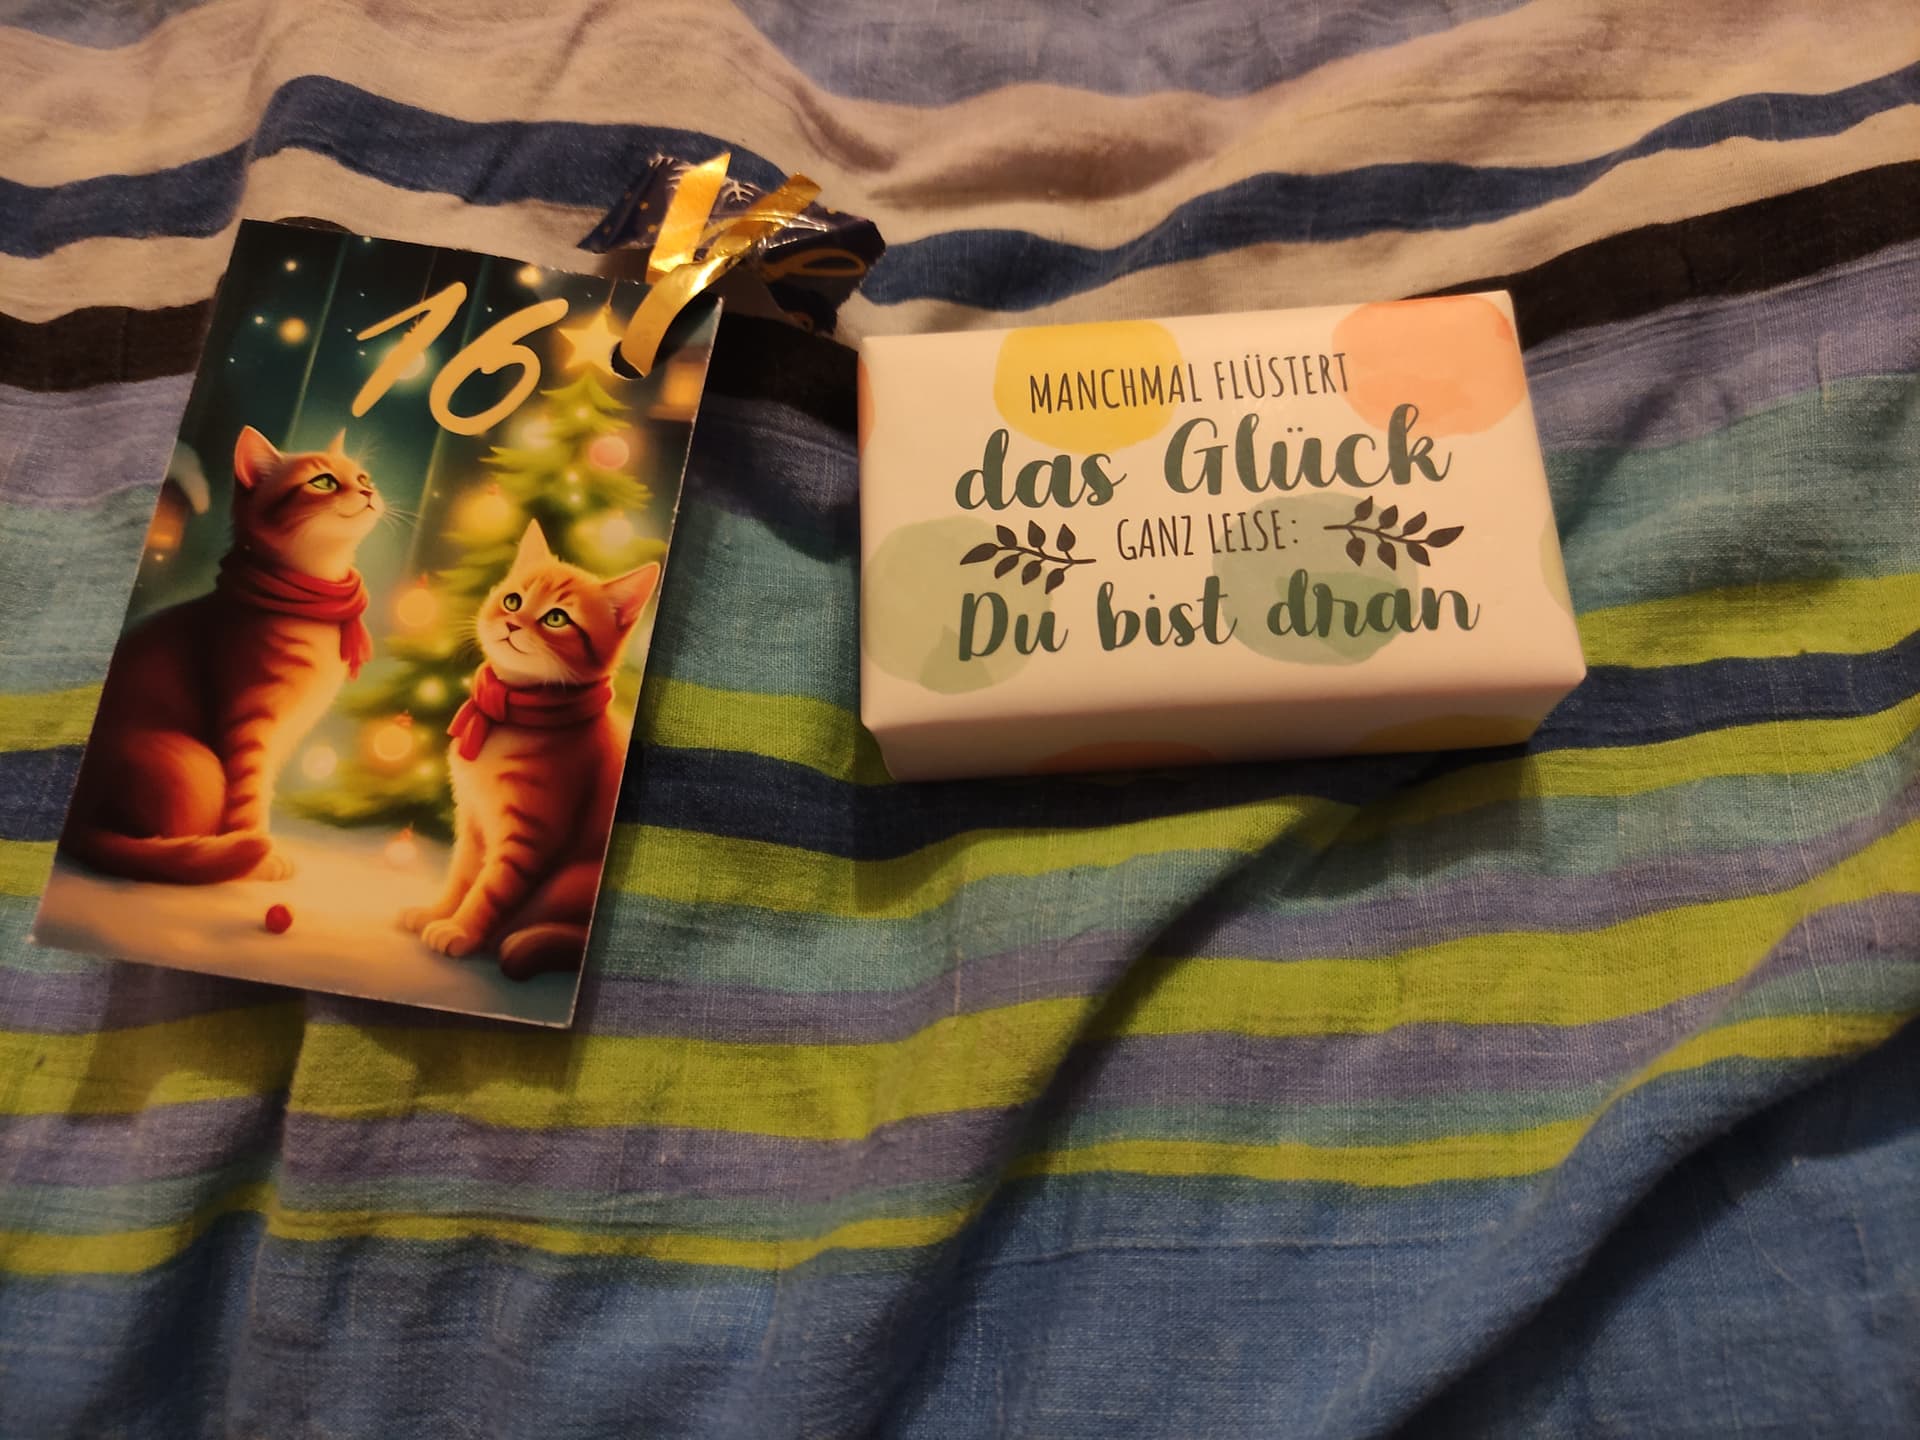 16
MANCHMAL FLÜSTERT
das Glück
GANZ LEISE:
Du bist dran